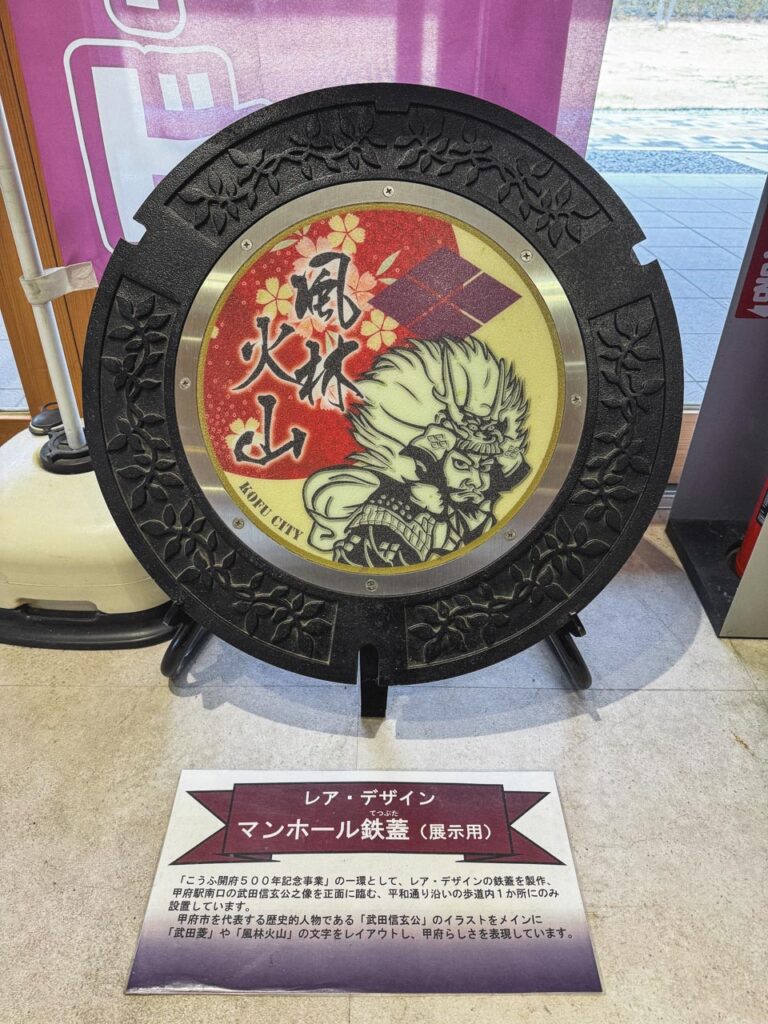 風林
火山
KOFU CITY
レア・デザイン
てつぶた
マンホール鉄蓋（展示用）
「こうふ開府５００年記念事業」の一環として、レア・デザインの鉄蓋を製作、
甲府駅南口の武田信玄公之像を正面に臨む、平和通り沿いの歩道内１か所にのみ
設置しています。
甲府市を代表する歴史的人物である「武田信玄公」のイラストをメインに
「武田菱」や「風林火山」の文字をレイアウトし、甲府らしさを表現しています。